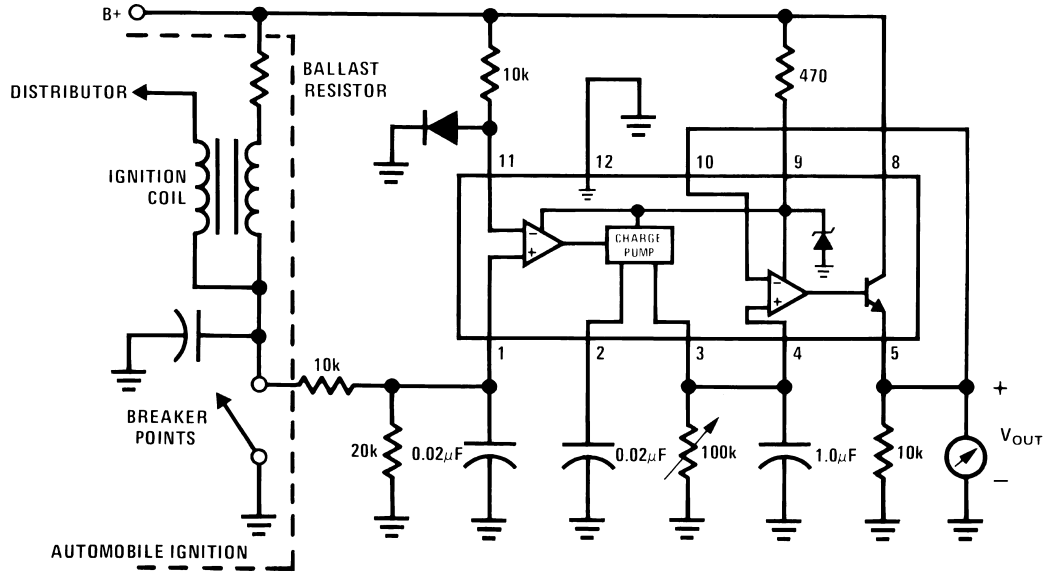 B+
BALLAST
RESISTOR
DISTRIBUTOR
IGNITION
COIL
10k
470
11
12
10
9
8
CHARGE
PUMP
−
+
−
+
1
2
3
4
5
10k
BREAKER
POINTS
20k
0.02μF
0.02μF
100k
1.0μF
10k
+
VOUT
−
AUTOMOBILE IGNITION